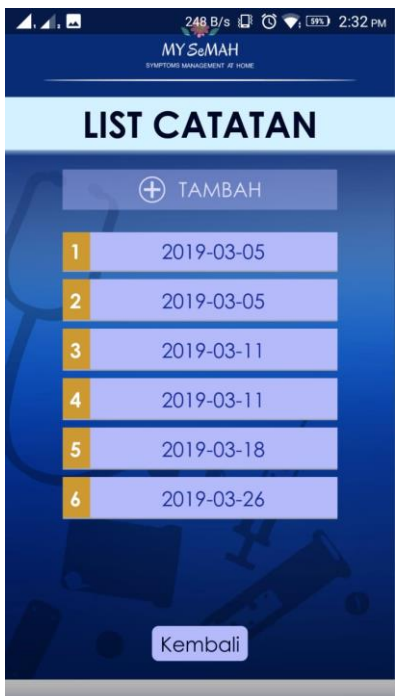 248 B/s 59% 2:32 PM
MY SeMAH
SYMPTOMS MANAGEMENT AT HOME
LIST CATATAN
TAMBAH
1 2019-03-05
2 2019-03-05
3 2019-03-11
4 2019-03-11
5 2019-03-18
6 2019-03-26
Kembali